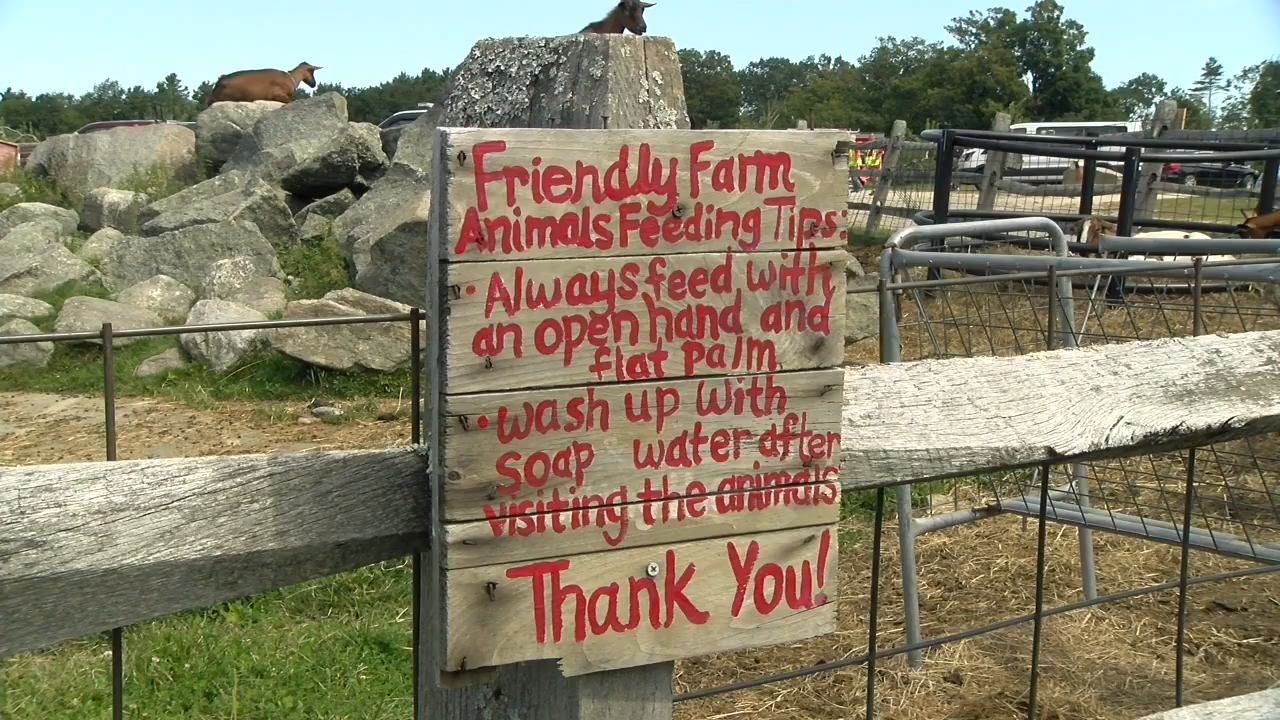 Friendly Farm
Animals Feeding Tips:
• Always feed with
an open hand and
flat palm
• wash up with
soap water after
visiting the animals
Thank You!